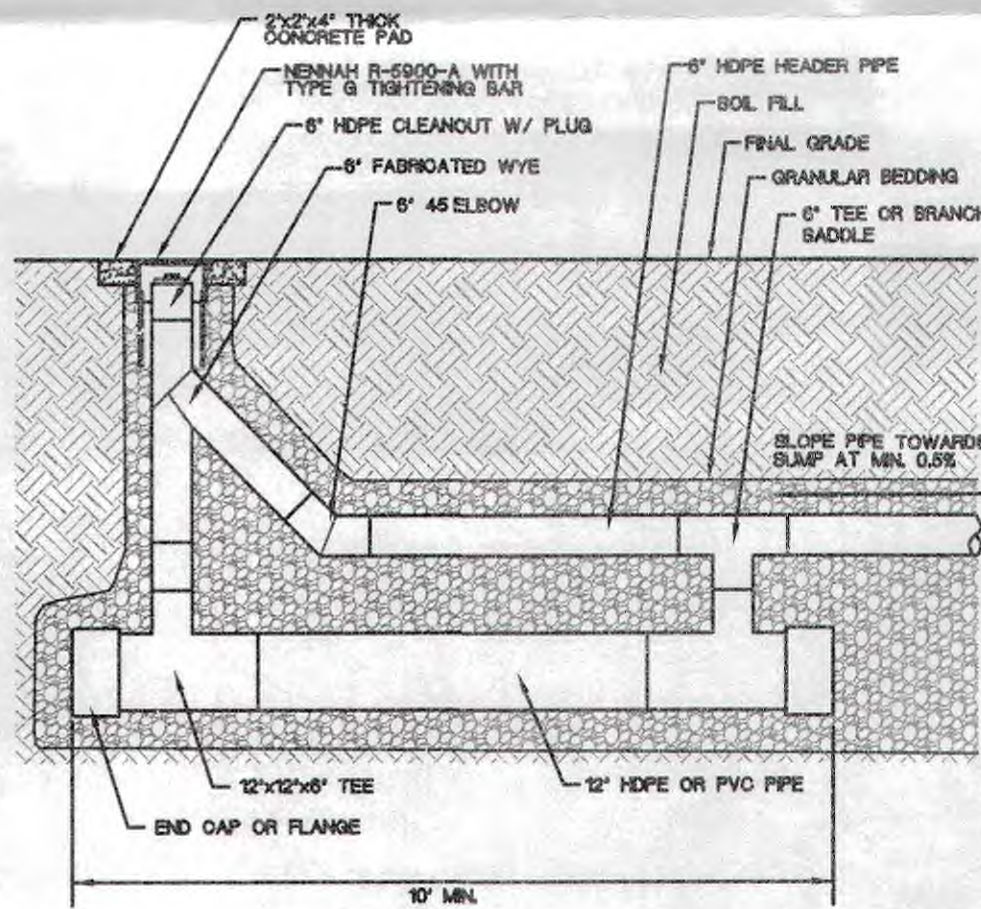 2'x2'x4" THICK
CONCRETE PAD
NENNAH R-5900-A WITH
TYPE G TIGHTENING BAR
6" HDPE CLEANOUT W/ PLUG
6" FABRICATED WYE
6" 45 ELBOW
6" HDPE HEADER PIPE
SOIL FILL
FINAL GRADE
GRANULAR BEDDING
6" TEE OR BRANCH
SADDLE
SLOPE PIPE TOWARDS
SUMP AT MIN. 0.5%
12"x12"x6" TEE
12" HDPE OR PVC PIPE
END CAP OR FLANGE
10' MIN.